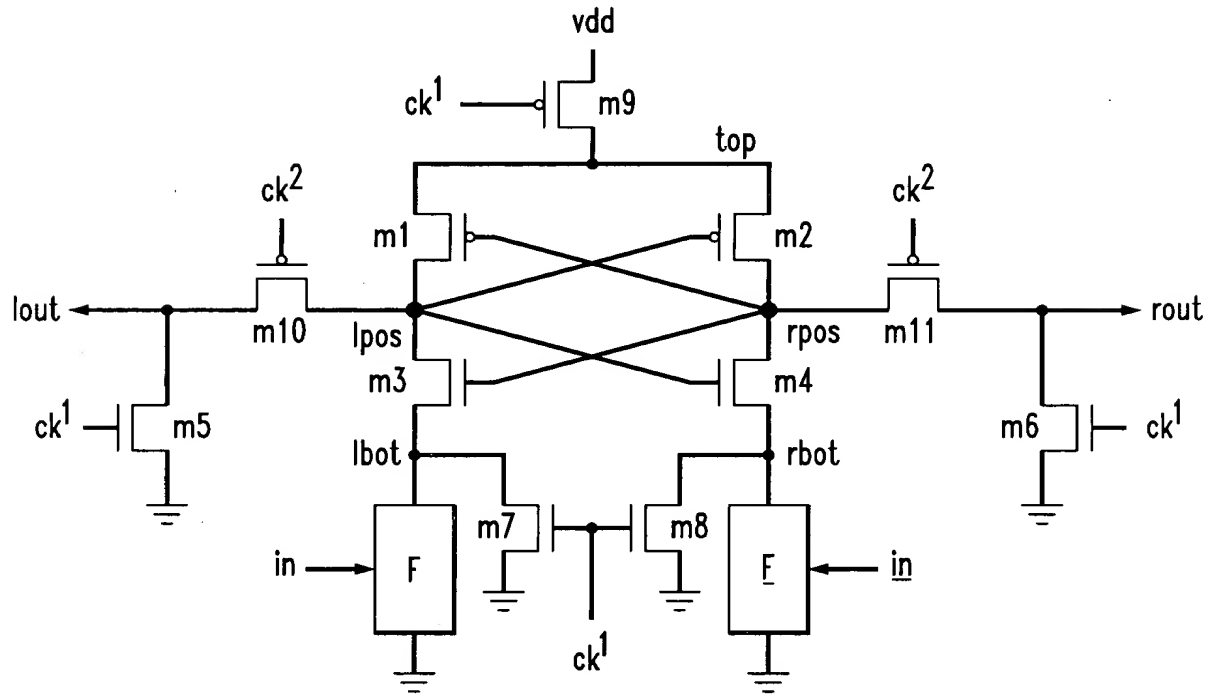 vdd
ck¹
m9
top
ck²
ck²
m1
m2
lout
m10
lpos
rpos
m11
rout
m3
m4
ck¹
m5
m6
ck¹
lbot
rbot
m7
m8
in
F
F̲
i̲n̲
ck¹